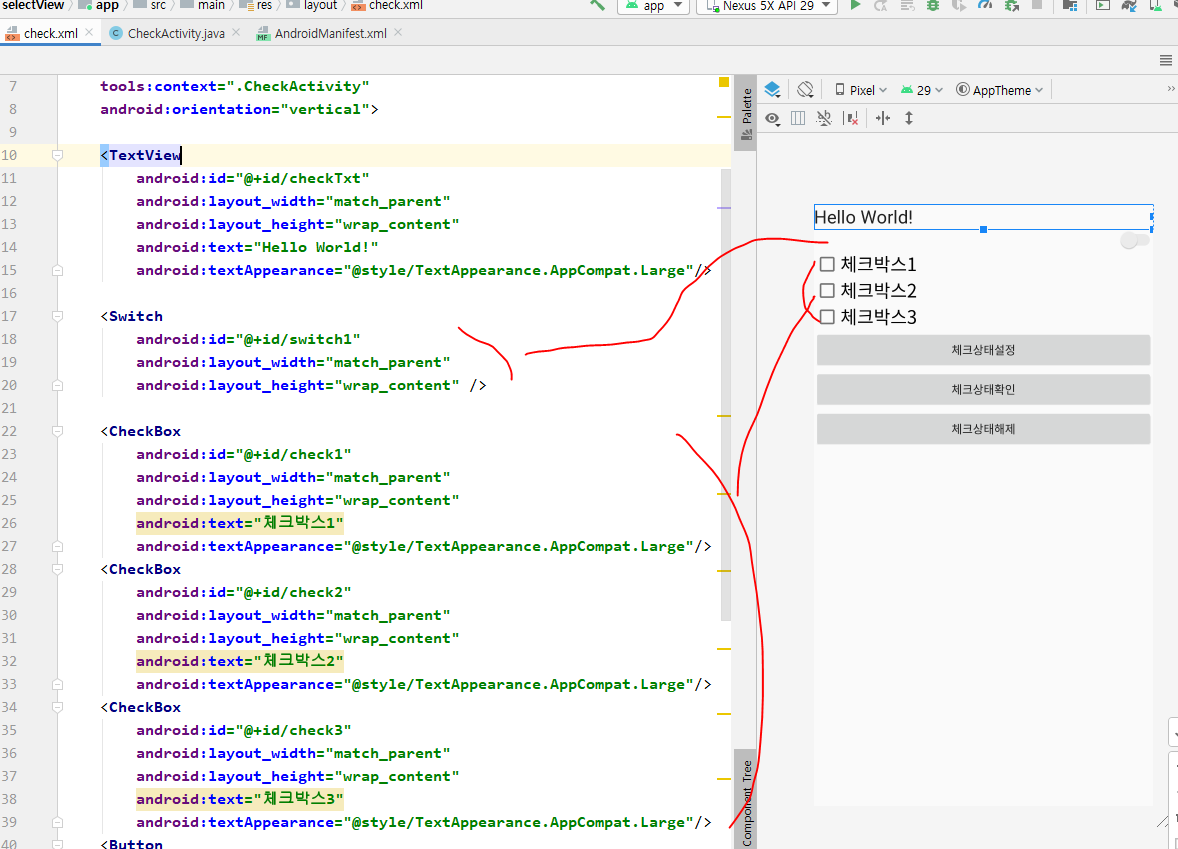 selectView app src main res layout check.xml
app Nexus 5X API 29
check.xml CheckActivity.java AndroidManifest.xml
7 tools:context=".CheckActivity"
8 android:orientation="vertical">
9
10 <TextView
11 android:id="@+id/checkTxt"
12 android:layout_width="match_parent"
13 android:layout_height="wrap_content"
14 android:text="Hello World!"
15 android:textAppearance="@style/TextAppearance.AppCompat.Large"/>
16
17 <Switch
18 android:id="@+id/switch1"
19 android:layout_width="match_parent"
20 android:layout_height="wrap_content" />
21
22 <CheckBox
23 android:id="@+id/check1"
24 android:layout_width="match_parent"
25 android:layout_height="wrap_content"
26 android:text="체크박스1"
27 android:textAppearance="@style/TextAppearance.AppCompat.Large"/>
28 <CheckBox
29 android:id="@+id/check2"
30 android:layout_width="match_parent"
31 android:layout_height="wrap_content"
32 android:text="체크박스2"
33 android:textAppearance="@style/TextAppearance.AppCompat.Large"/>
34 <CheckBox
35 android:id="@+id/check3"
36 android:layout_width="match_parent"
37 android:layout_height="wrap_content"
38 android:text="체크박스3"
39 android:textAppearance="@style/TextAppearance.AppCompat.Large"/>
40 <Button
Palette
Component Tree
Pixel 29 AppTheme
Hello World!
체크박스1
체크박스2
체크박스3
체크상태설정
체크상태확인
체크상태해제